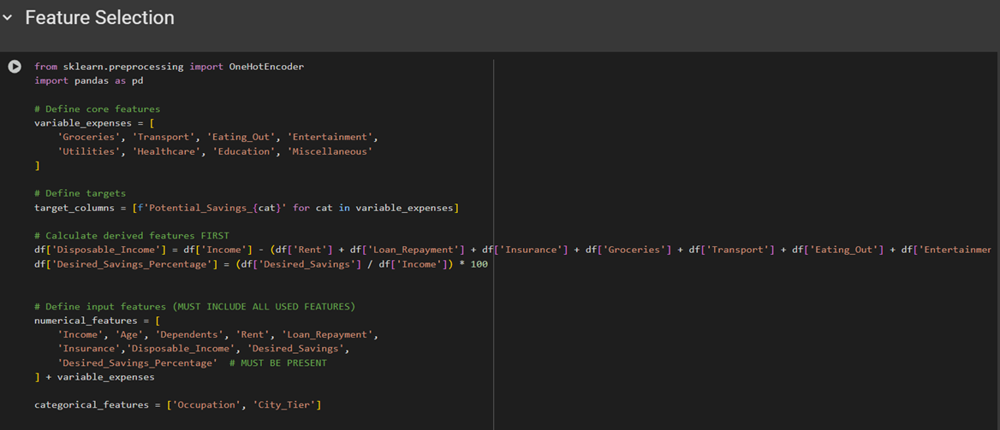 Feature Selection
from sklearn.preprocessing import OneHotEncoder
import pandas as pd
# Define core features
variable_expenses = [
    'Groceries', 'Transport', 'Eating_Out', 'Entertainment',
    'Utilities', 'Healthcare', 'Education', 'Miscellaneous'
]
# Define targets
target_columns = [f'Potential_Savings_{cat}' for cat in variable_expenses]
# Calculate derived features FIRST
df['Disposable_Income'] = df['Income'] - (df['Rent'] + df['Loan_Repayment'] + df['Insurance'] + df['Groceries'] + df['Transport'] + df['Eating_Out'] + df['Entertainmer
df['Desired_Savings_Percentage'] = (df['Desired_Savings'] / df['Income']) * 100
# Define input features (MUST INCLUDE ALL USED FEATURES)
numerical_features = [
    'Income', 'Age', 'Dependents', 'Rent', 'Loan_Repayment',
    'Insurance','Disposable_Income', 'Desired_Savings',
    'Desired_Savings_Percentage'  # MUST BE PRESENT
] + variable_expenses
categorical_features = ['Occupation', 'City_Tier']